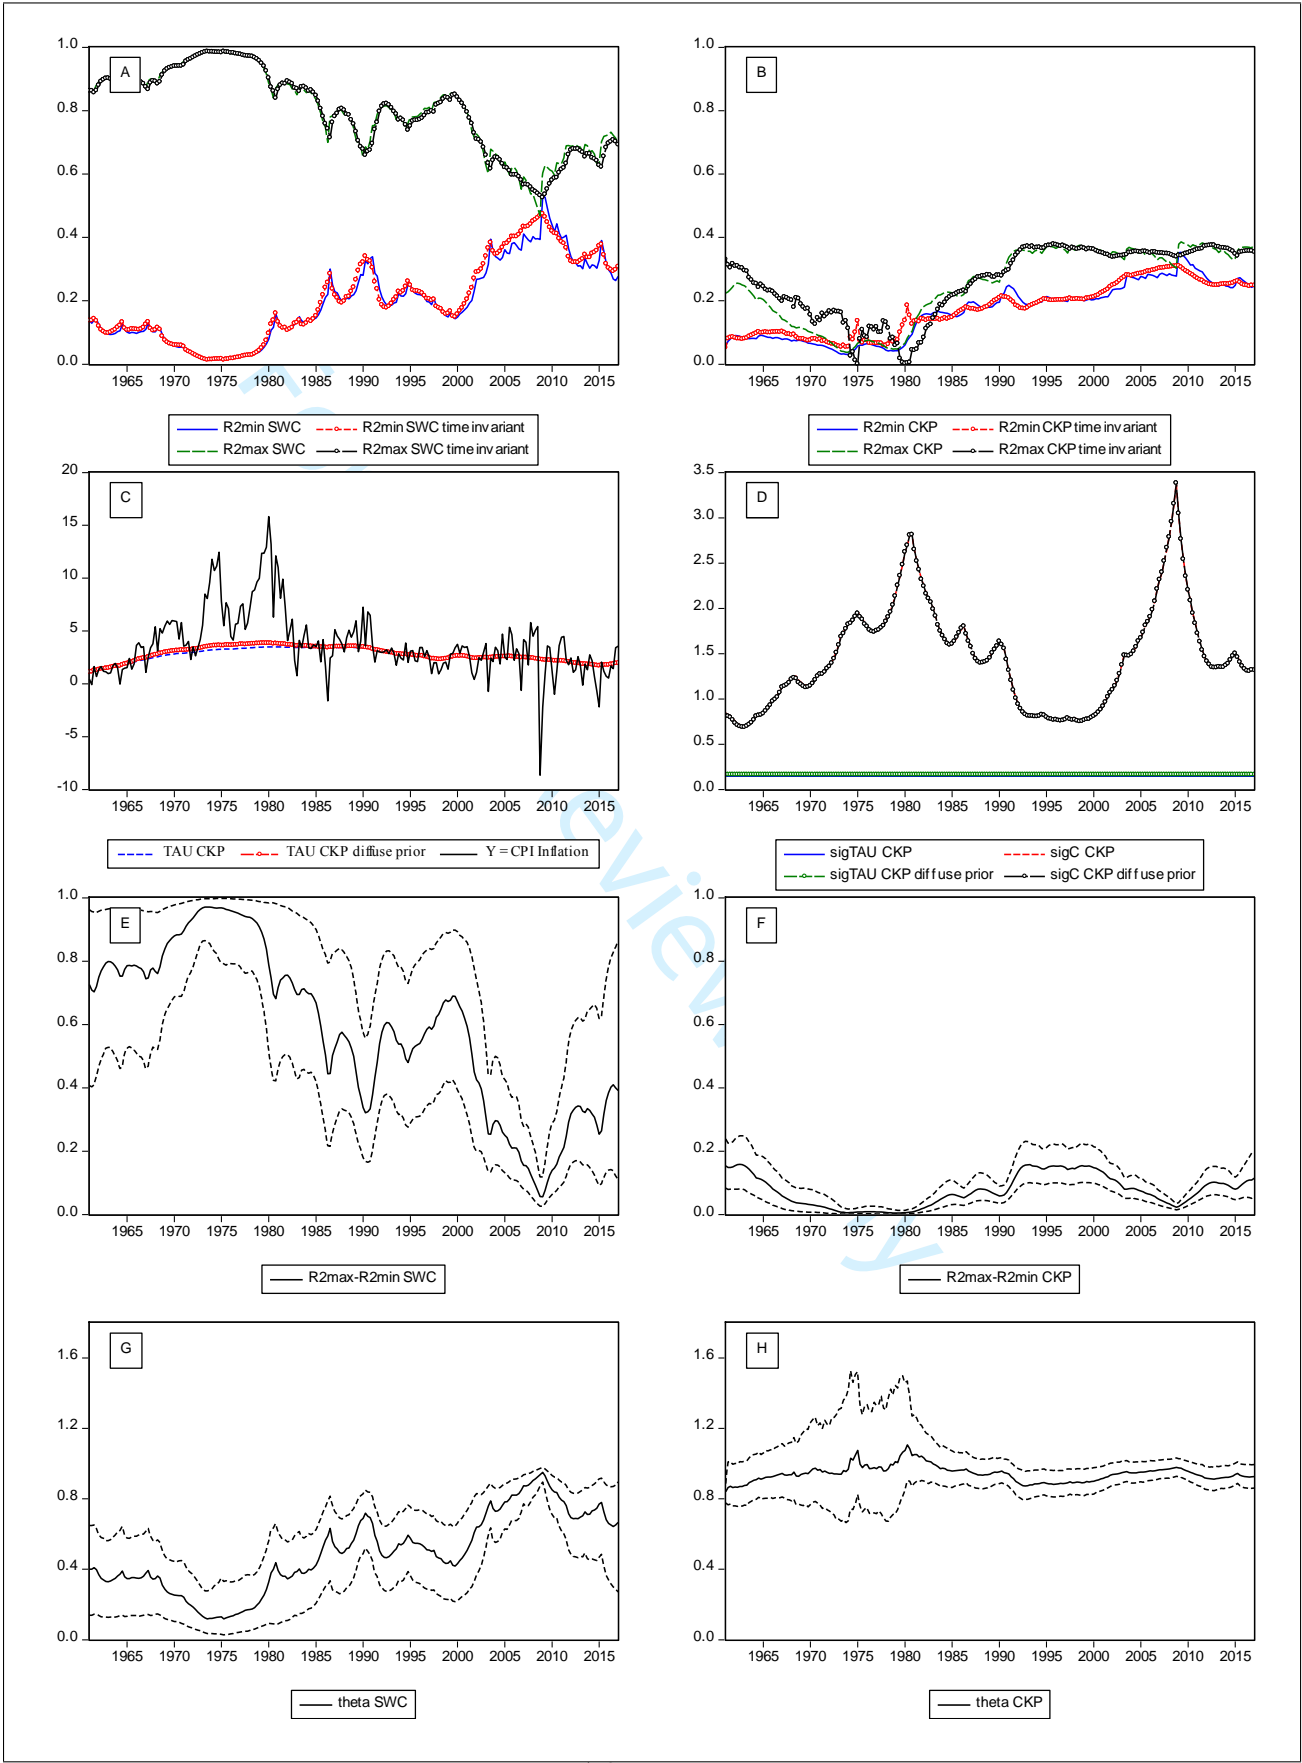 A
1.0
0.8
0.6
0.4
0.2
0.0
1965 1970 1975 1980 1985 1990 1995 2000 2005 2010 2015
R2min SWC R2min SWC time invariant
R2max SWC R2max SWC time invariant
B
1.0
0.8
0.6
0.4
0.2
0.0
1965 1970 1975 1980 1985 1990 1995 2000 2005 2010 2015
R2min CKP R2min CKP time invariant
R2max CKP R2max CKP time invariant
C
20
15
10
5
0
-5
-10
1965 1970 1975 1980 1985 1990 1995 2000 2005 2010 2015
TAU CKP TAU CKP diffuse prior Y = CPI Inflation
D
3.5
3.0
2.5
2.0
1.5
1.0
0.5
0.0
1965 1970 1975 1980 1985 1990 1995 2000 2005 2010 2015
sigTAU CKP sigC CKP
sigTAU CKP diffuse prior sigC CKP diffuse prior
E
1.0
0.8
0.6
0.4
0.2
0.0
1965 1970 1975 1980 1985 1990 1995 2000 2005 2010 2015
R2max-R2min SWC
F
1.0
0.8
0.6
0.4
0.2
0.0
1965 1970 1975 1980 1985 1990 1995 2000 2005 2010 2015
R2max-R2min CKP
G
1.6
1.2
0.8
0.4
0.0
1965 1970 1975 1980 1985 1990 1995 2000 2005 2010 2015
theta SWC
H
1.6
1.2
0.8
0.4
0.0
1965 1970 1975 1980 1985 1990 1995 2000 2005 2010 2015
theta CKP